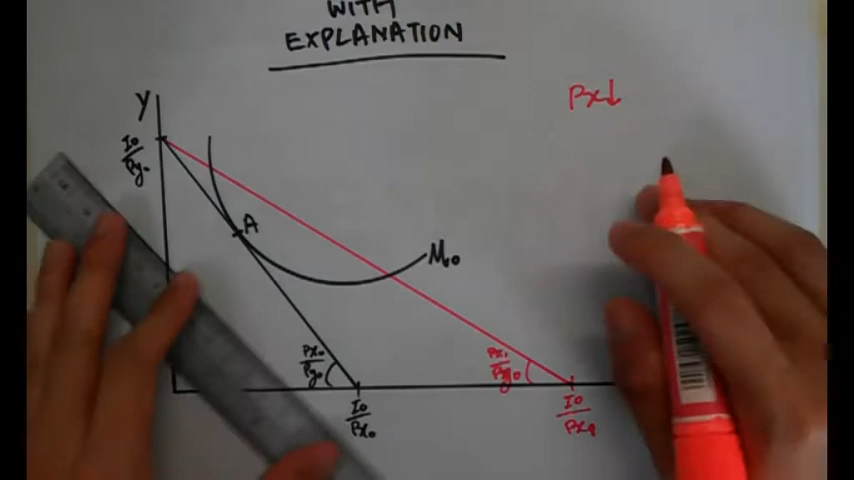 WITH
EXPLANATION
Px↓
Y
I0
Py0
A
M0
Px0
Py0
Px1
Py0
I0
Px0
I0
Px1